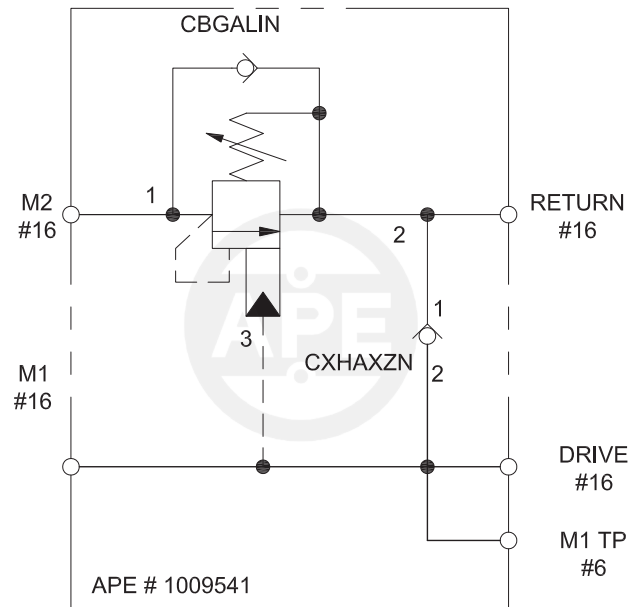 CBGALIN
M2
#16
1
2
RETURN
#16
APE
3
1
CXHAXZN
2
M1
#16
DRIVE
#16
M1 TP
#6
APE # 1009541